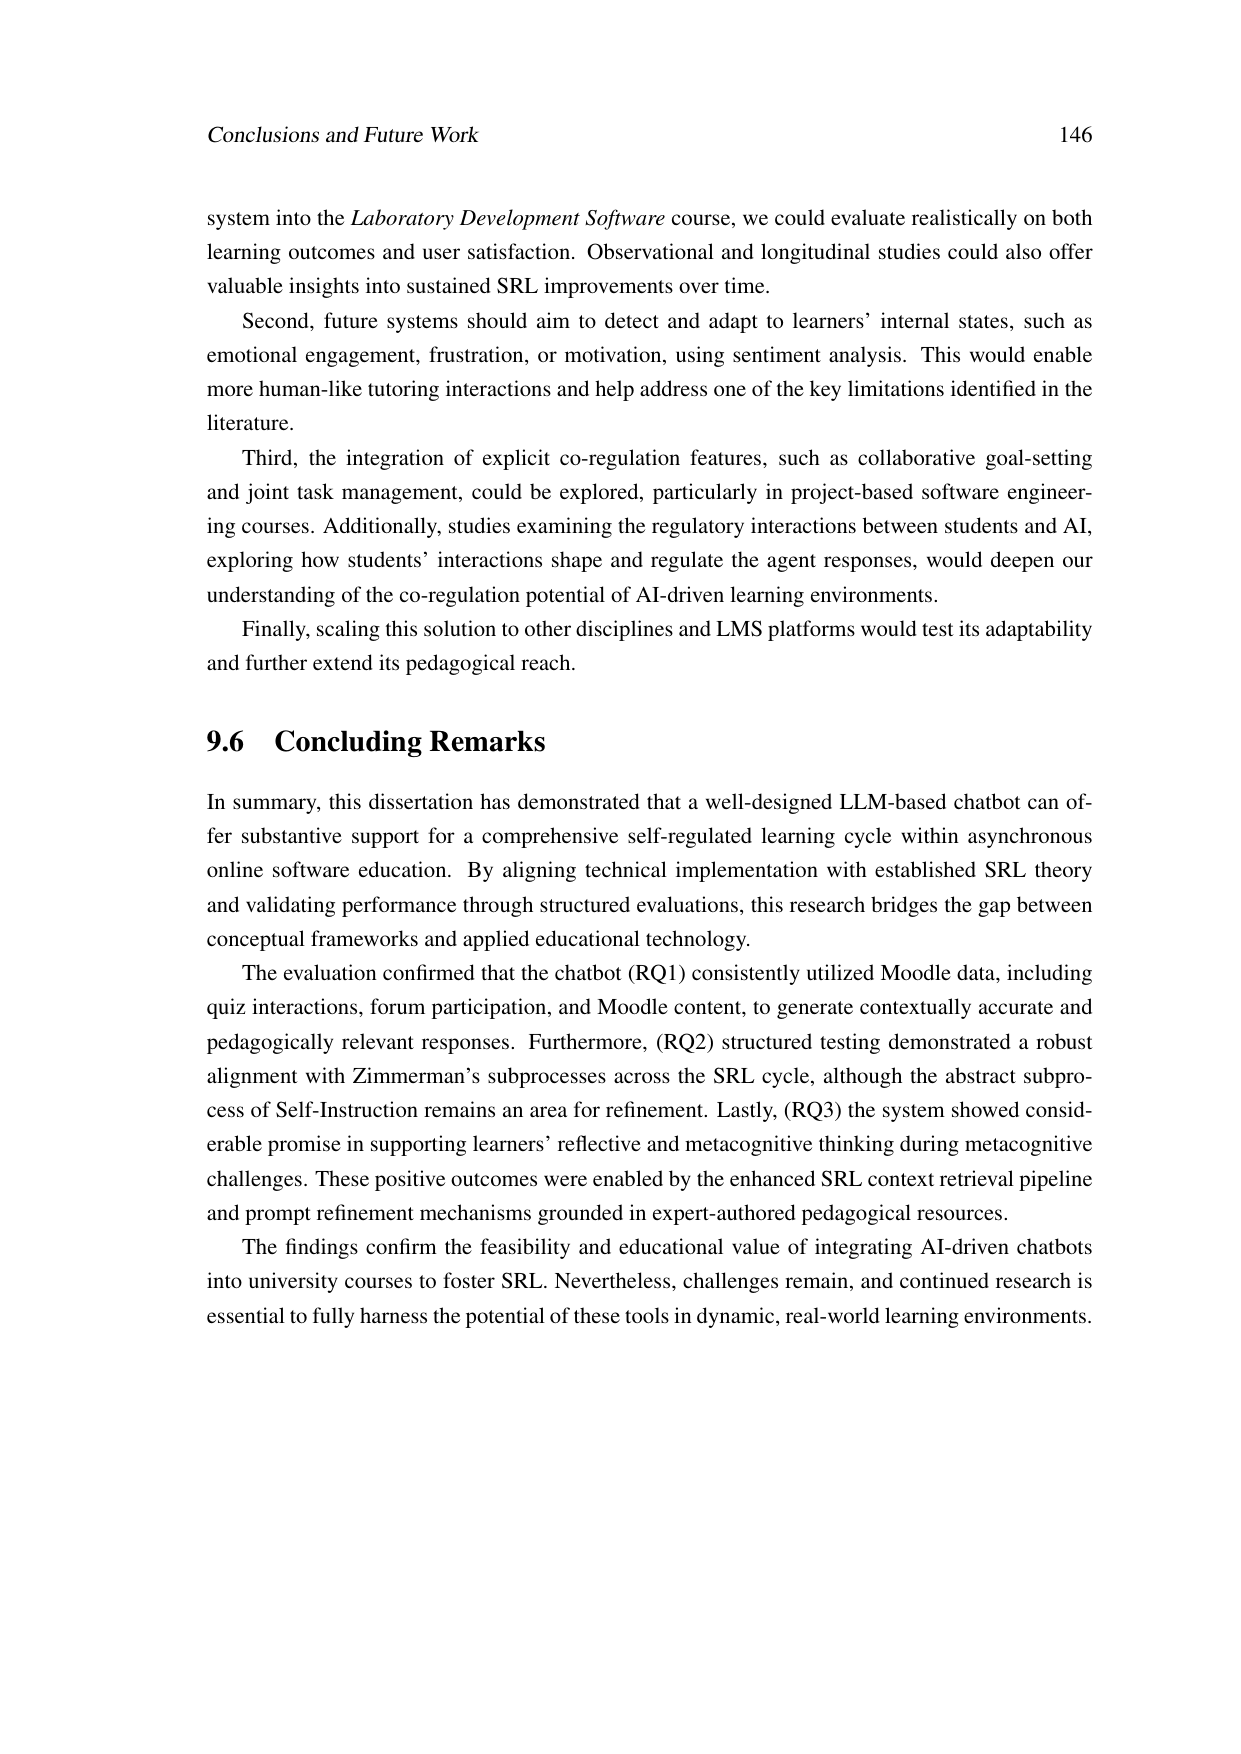 Conclusions and Future Work 146
system into the Laboratory Development Software course, we could evaluate realistically on both
learning outcomes and user satisfaction. Observational and longitudinal studies could also offer
valuable insights into sustained SRL improvements over time.
Second, future systems should aim to detect and adapt to learners’ internal states, such as
emotional engagement, frustration, or motivation, using sentiment analysis. This would enable
more human-like tutoring interactions and help address one of the key limitations identified in the
literature.
Third, the integration of explicit co-regulation features, such as collaborative goal-setting
and joint task management, could be explored, particularly in project-based software engineer-
ing courses. Additionally, studies examining the regulatory interactions between students and AI,
exploring how students’ interactions shape and regulate the agent responses, would deepen our
understanding of the co-regulation potential of AI-driven learning environments.
Finally, scaling this solution to other disciplines and LMS platforms would test its adaptability
and further extend its pedagogical reach.
9.6 Concluding Remarks
In summary, this dissertation has demonstrated that a well-designed LLM-based chatbot can of-
fer substantive support for a comprehensive self-regulated learning cycle within asynchronous
online software education. By aligning technical implementation with established SRL theory
and validating performance through structured evaluations, this research bridges the gap between
conceptual frameworks and applied educational technology.
The evaluation confirmed that the chatbot (RQ1) consistently utilized Moodle data, including
quiz interactions, forum participation, and Moodle content, to generate contextually accurate and
pedagogically relevant responses. Furthermore, (RQ2) structured testing demonstrated a robust
alignment with Zimmerman’s subprocesses across the SRL cycle, although the abstract subpro-
cess of Self-Instruction remains an area for refinement. Lastly, (RQ3) the system showed consid-
erable promise in supporting learners’ reflective and metacognitive thinking during metacognitive
challenges. These positive outcomes were enabled by the enhanced SRL context retrieval pipeline
and prompt refinement mechanisms grounded in expert-authored pedagogical resources.
The findings confirm the feasibility and educational value of integrating AI-driven chatbots
into university courses to foster SRL. Nevertheless, challenges remain, and continued research is
essential to fully harness the potential of these tools in dynamic, real-world learning environments.